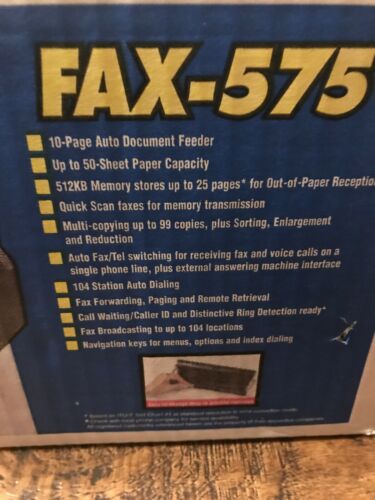 FAX-575
10-Page Auto Document Feeder
Up to 50-Sheet Paper Capacity
512KB Memory stores up to 25 pages* for Out-of-Paper Reception
Quick Scan faxes for memory transmission
Multi-copying up to 99 copies, plus Sorting, Enlargement
and Reduction
Auto Fax/Tel switching for receiving fax and voice calls on a
single phone line, plus external answering machine interface
104 Station Auto Dialing
Fax Forwarding, Paging and Remote Retrieval
Call Waiting/Caller ID and Distinctive Ring Detection ready*
Fax Broadcasting to up to 104 locations
Navigation keys for menus, options and index dialing